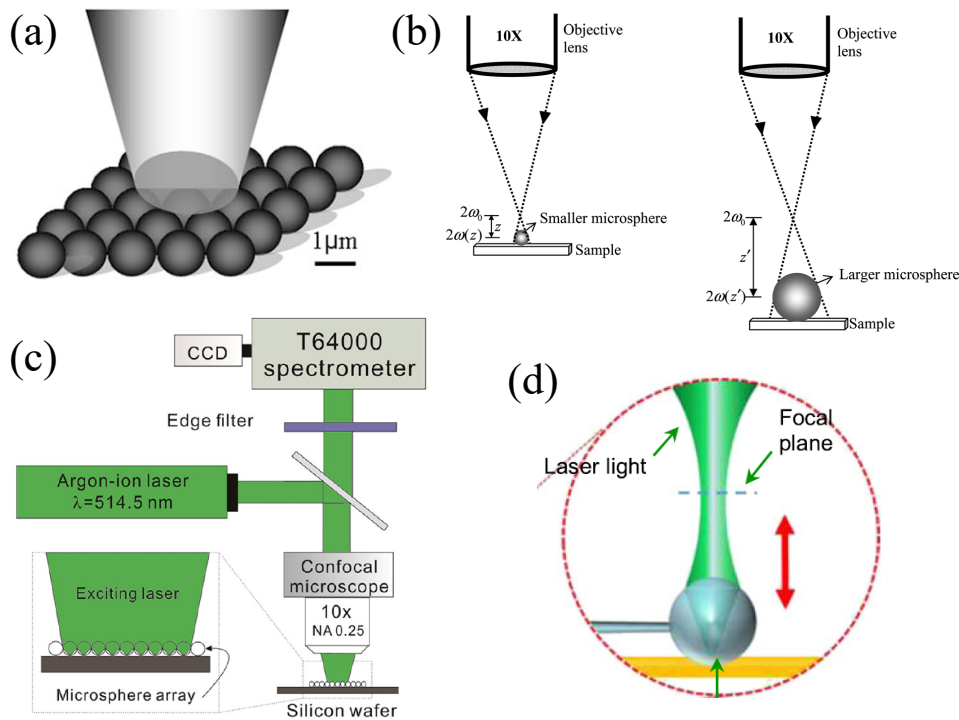 (a)
1μm
(b)
10X
Objective
lens
2ω₀
z
2ω(z)
Smaller microsphere
Sample
10X
Objective
lens
2ω₀
z'
2ω(z')
Larger microsphere
Sample
(c)
CCD
T64000
spectrometer
Edge filter
Argon-ion laser
λ=514.5 nm
Confocal
microscope
10x
NA 0.25
Exciting laser
Microsphere array
Silicon wafer
(d)
Laser light
Focal
plane